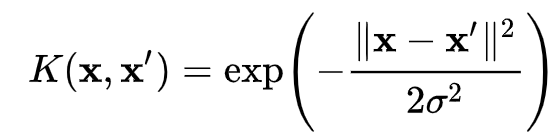 K(𝐱, 𝐱′) = exp(−‖𝐱 − 𝐱′‖² / 2σ²)